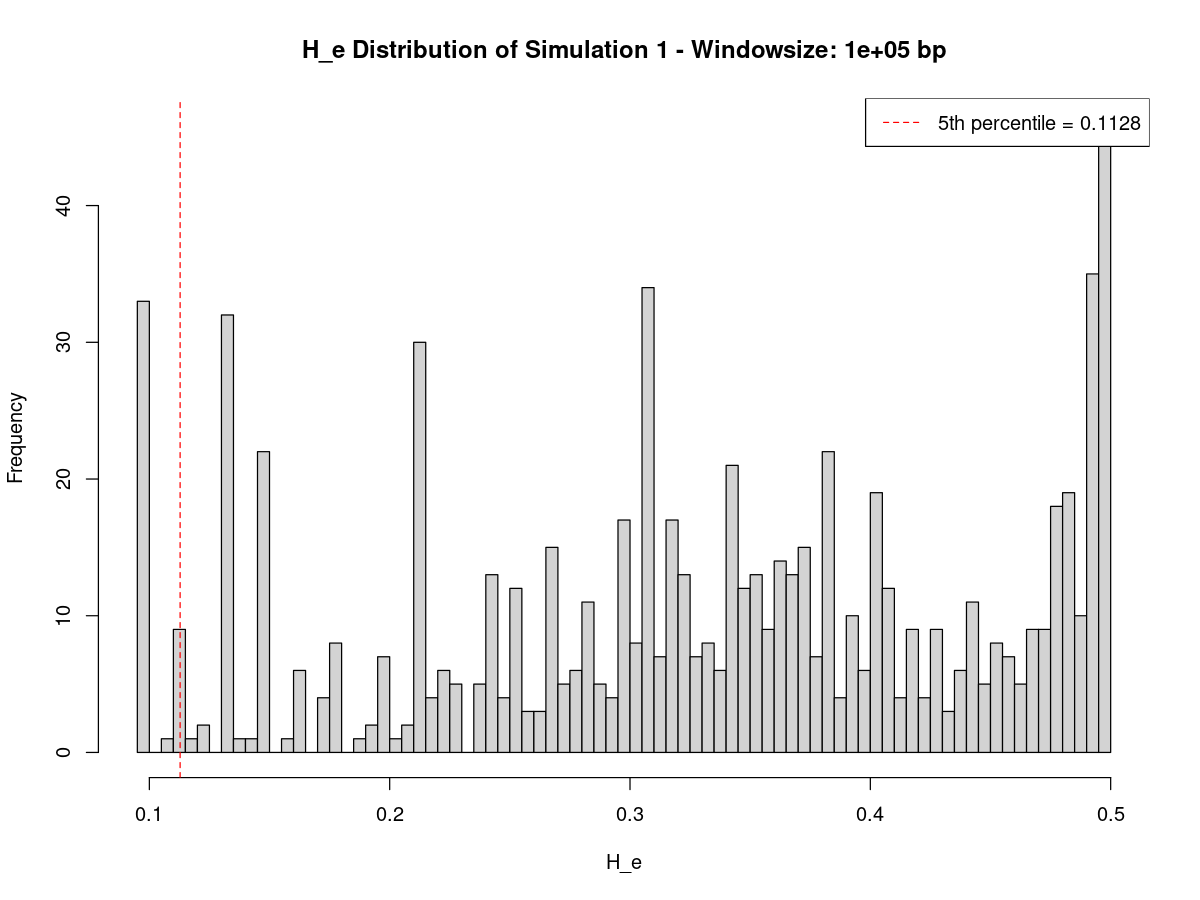 H_e Distribution of Simulation 1 - Windowsize: 1e+05 bp
5th percentile = 0.1128
Frequency
40
30
20
10
0
0.1 0.2 0.3 0.4 0.5
H_e